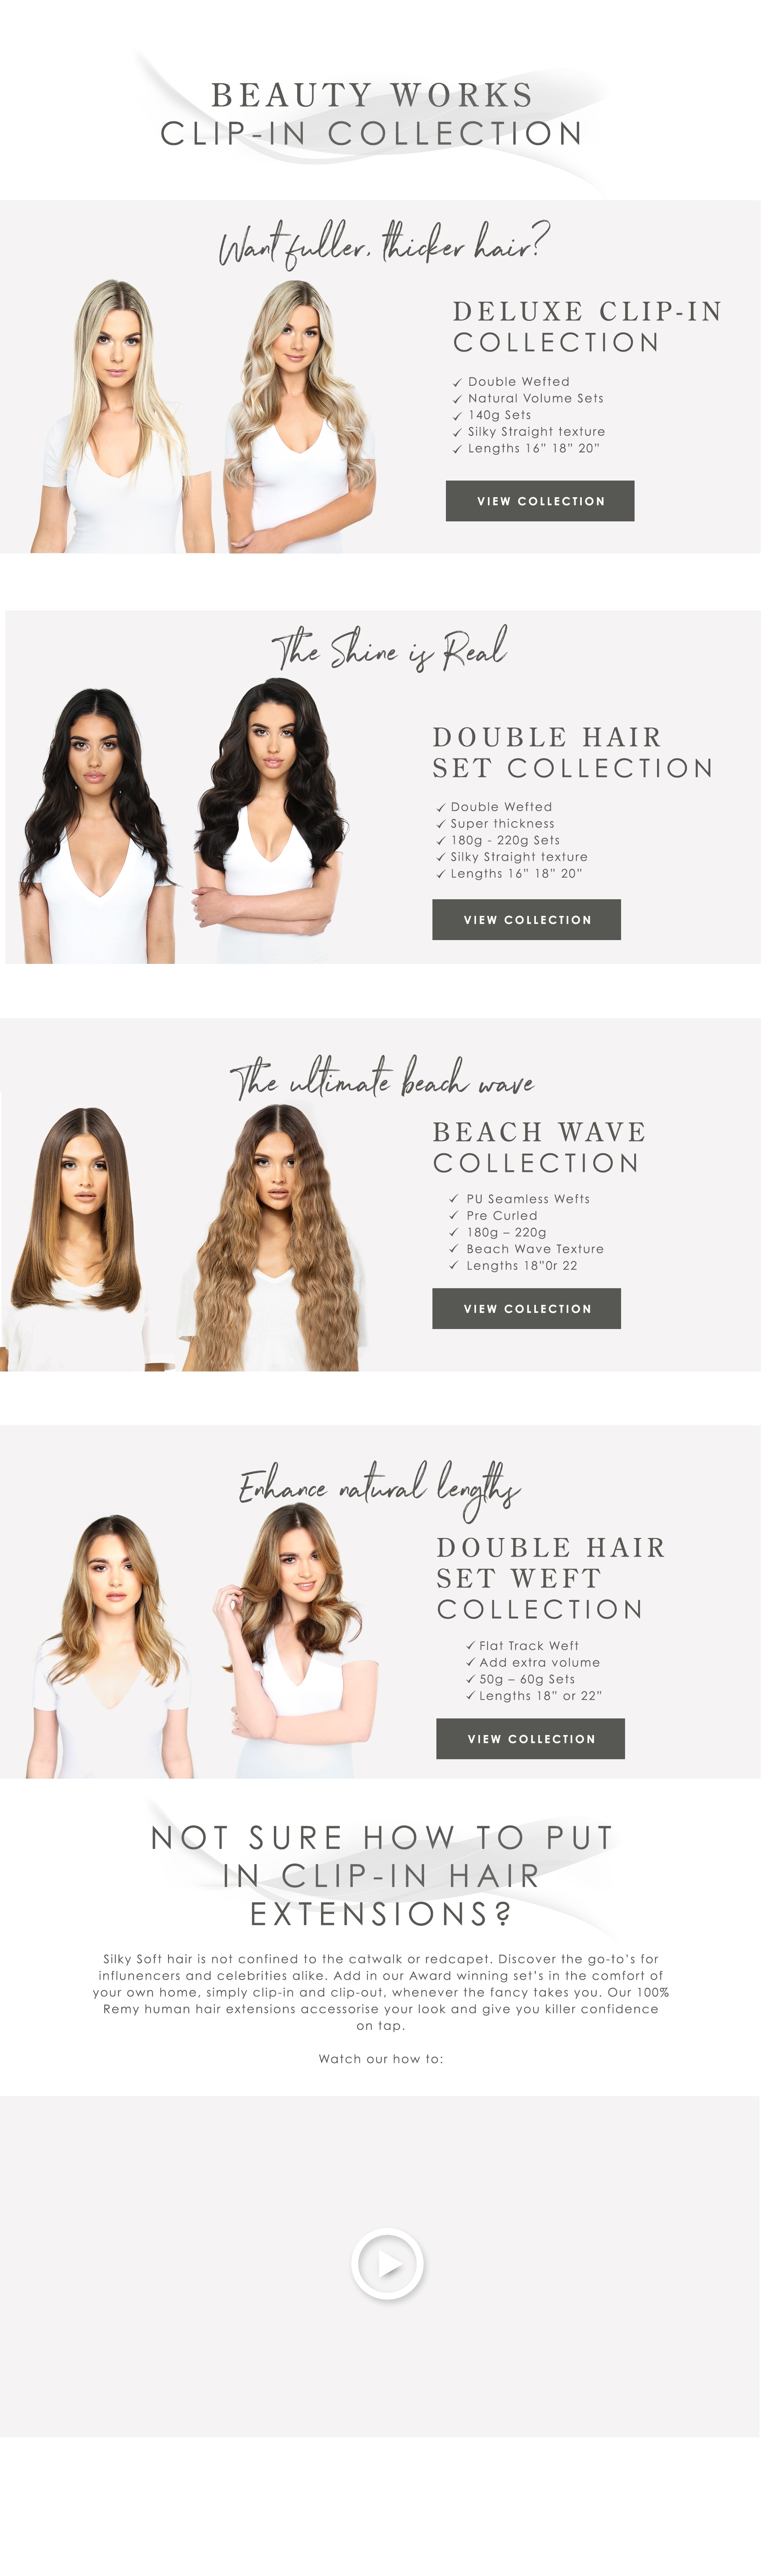 BEAUTY WORKS
CLIP-IN COLLECTION
Want fuller, thicker hair?
DELUXE CLIP-IN
COLLECTION
✓ Double Wefted
✓ Natural Volume Sets
✓ 140g Sets
✓ Silky Straight texture
✓ Lengths 16" 18" 20"
VIEW COLLECTION
The Shine is Real
DOUBLE HAIR
SET COLLECTION
✓ Double Wefted
✓ Super thickness
✓ 180g - 220g Sets
✓ Silky Straight texture
✓ Lengths 16" 18" 20"
VIEW COLLECTION
The ultimate beach wave
BEACH WAVE
COLLECTION
✓ PU Seamless Wefts
✓ Pre Curled
✓ 180g – 220g
✓ Beach Wave Texture
✓ Lengths 18"0r 22
VIEW COLLECTION
Enhance natural lengths
DOUBLE HAIR
SET WEFT
COLLECTION
✓ Flat Track Weft
✓ Add extra volume
✓ 50g – 60g Sets
✓ Lengths 18" or 22"
VIEW COLLECTION
NOT SURE HOW TO PUT
IN CLIP-IN HAIR
EXTENSIONS?
Silky Soft hair is not confined to the catwalk or redcapet. Discover the go-to's for
influnencers and celebrities alike. Add in our Award winning set's in the comfort of
your own home, simply clip-in and clip-out, whenever the fancy takes you. Our 100%
Remy human hair extensions accessorise your look and give you killer confidence
on tap.
Watch our how to: